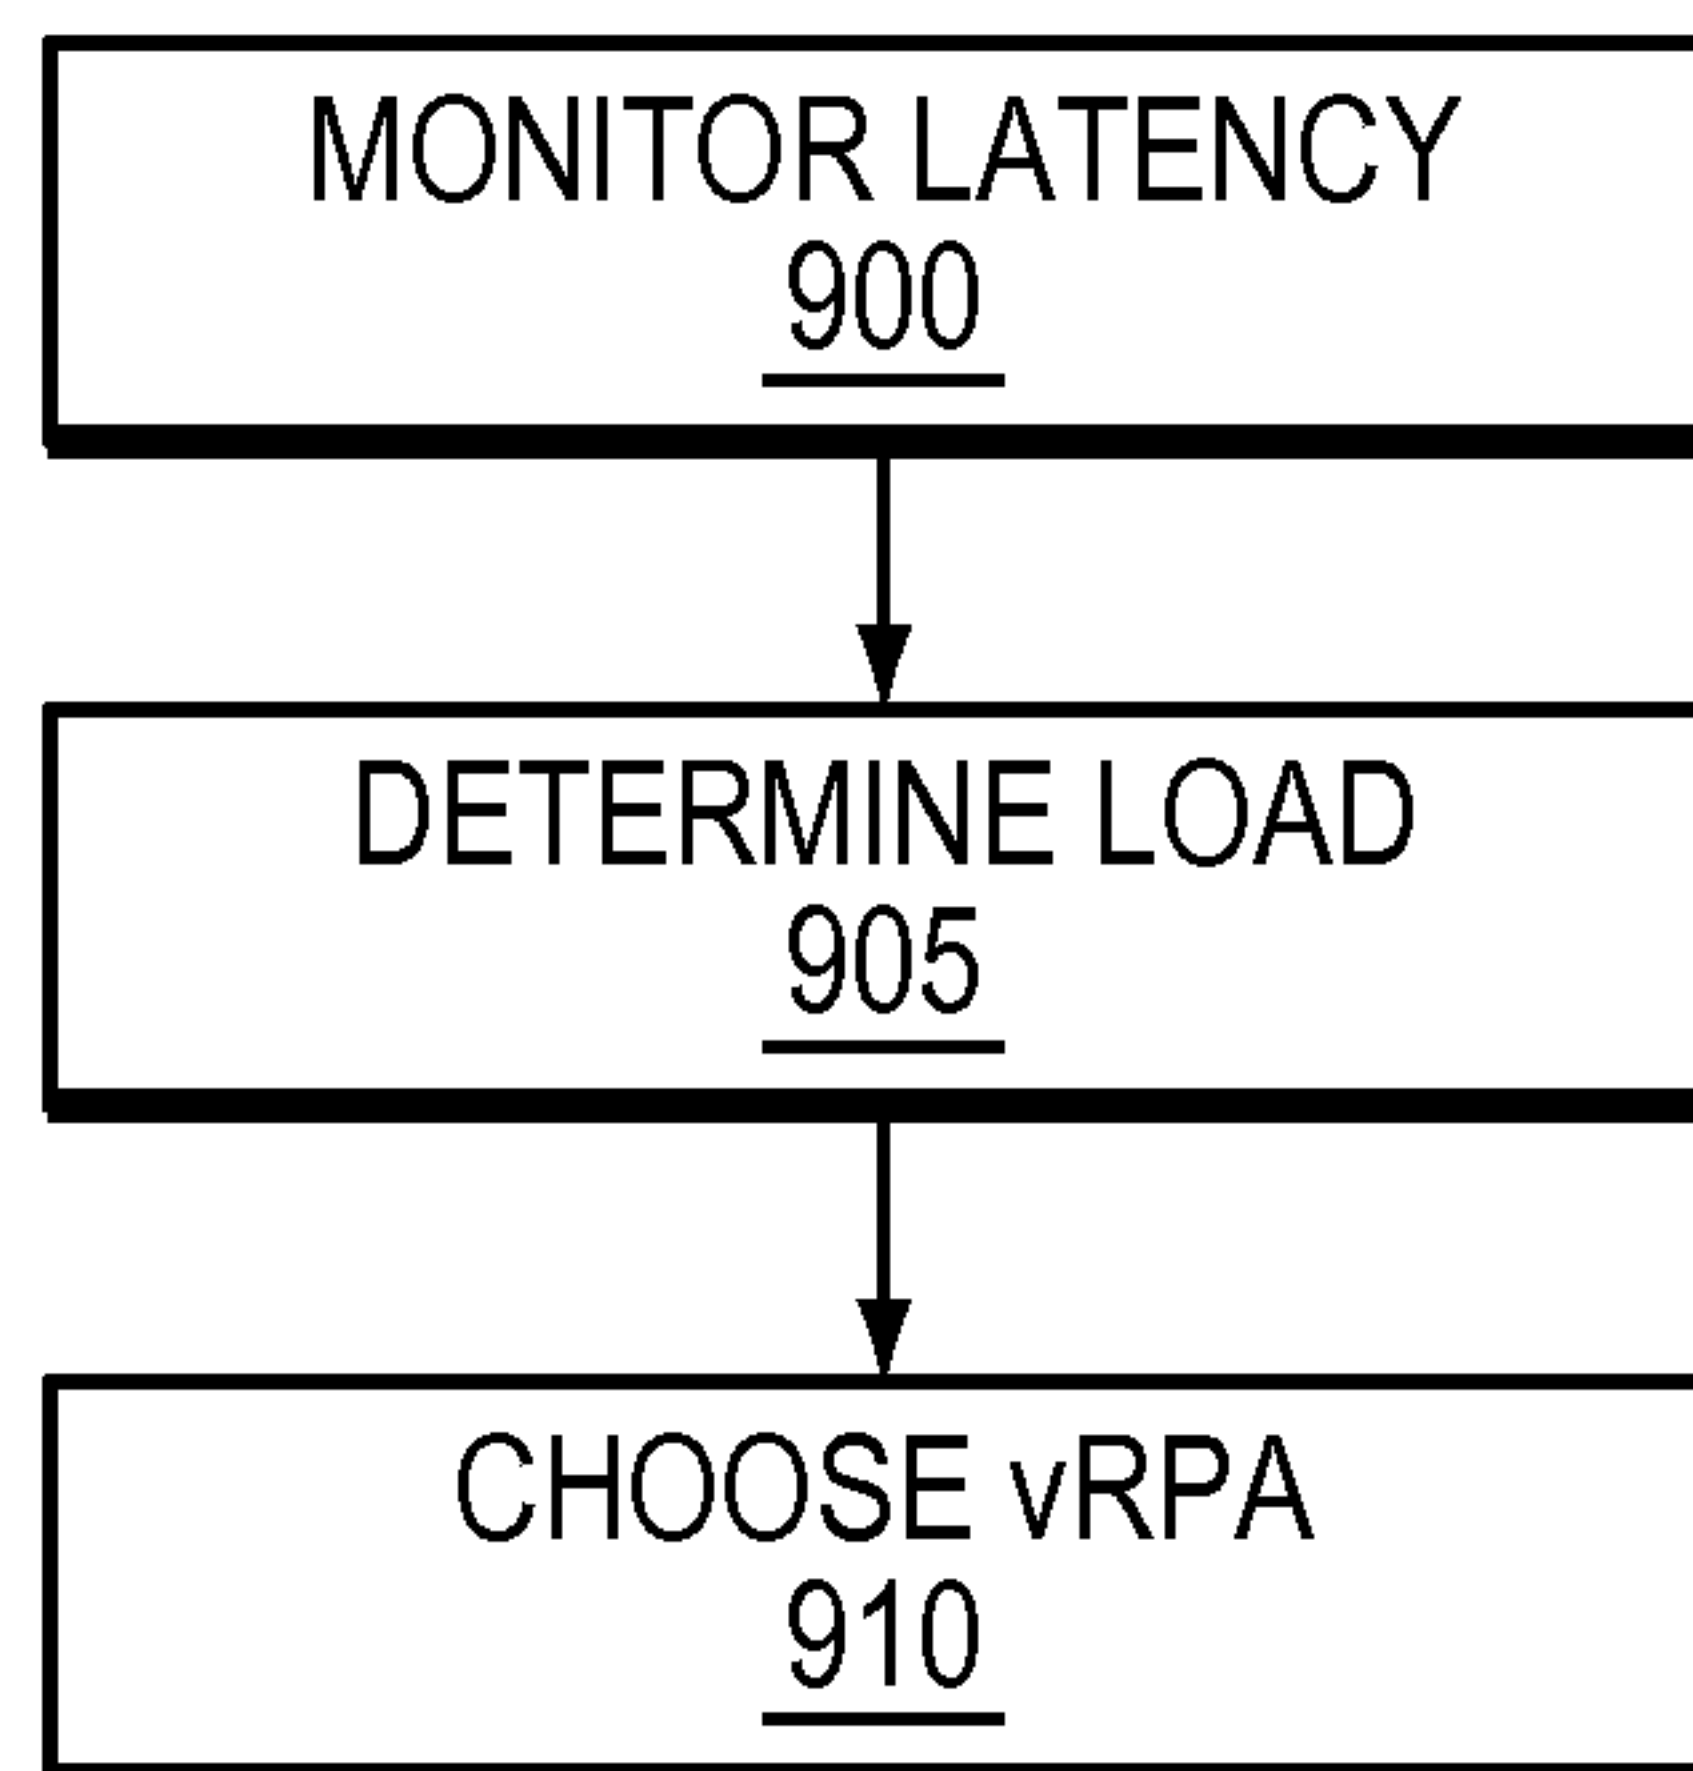 MONITOR LATENCY
900
DETERMINE LOAD
905
CHOOSE vRPA
910